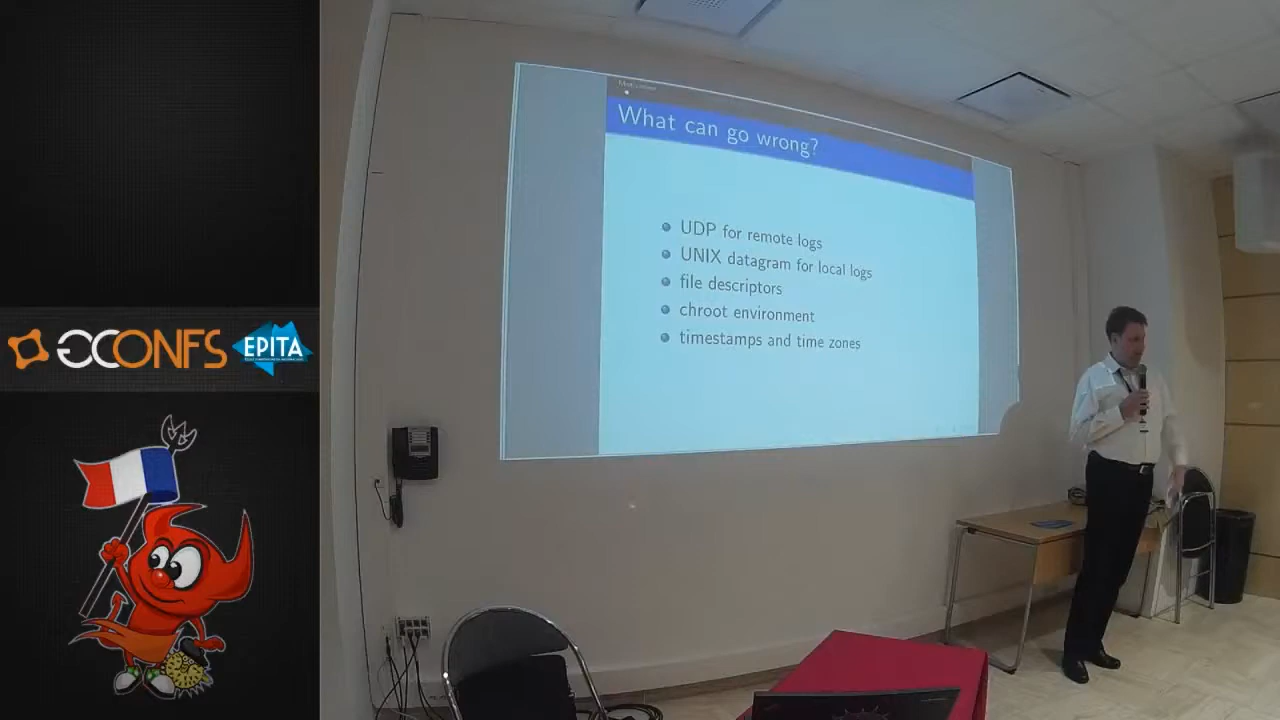 What can go wrong?
UDP for remote logs
UNIX datagram for local logs
file descriptors
chroot environment
timestamps and time zones
GCONFS
EPITA